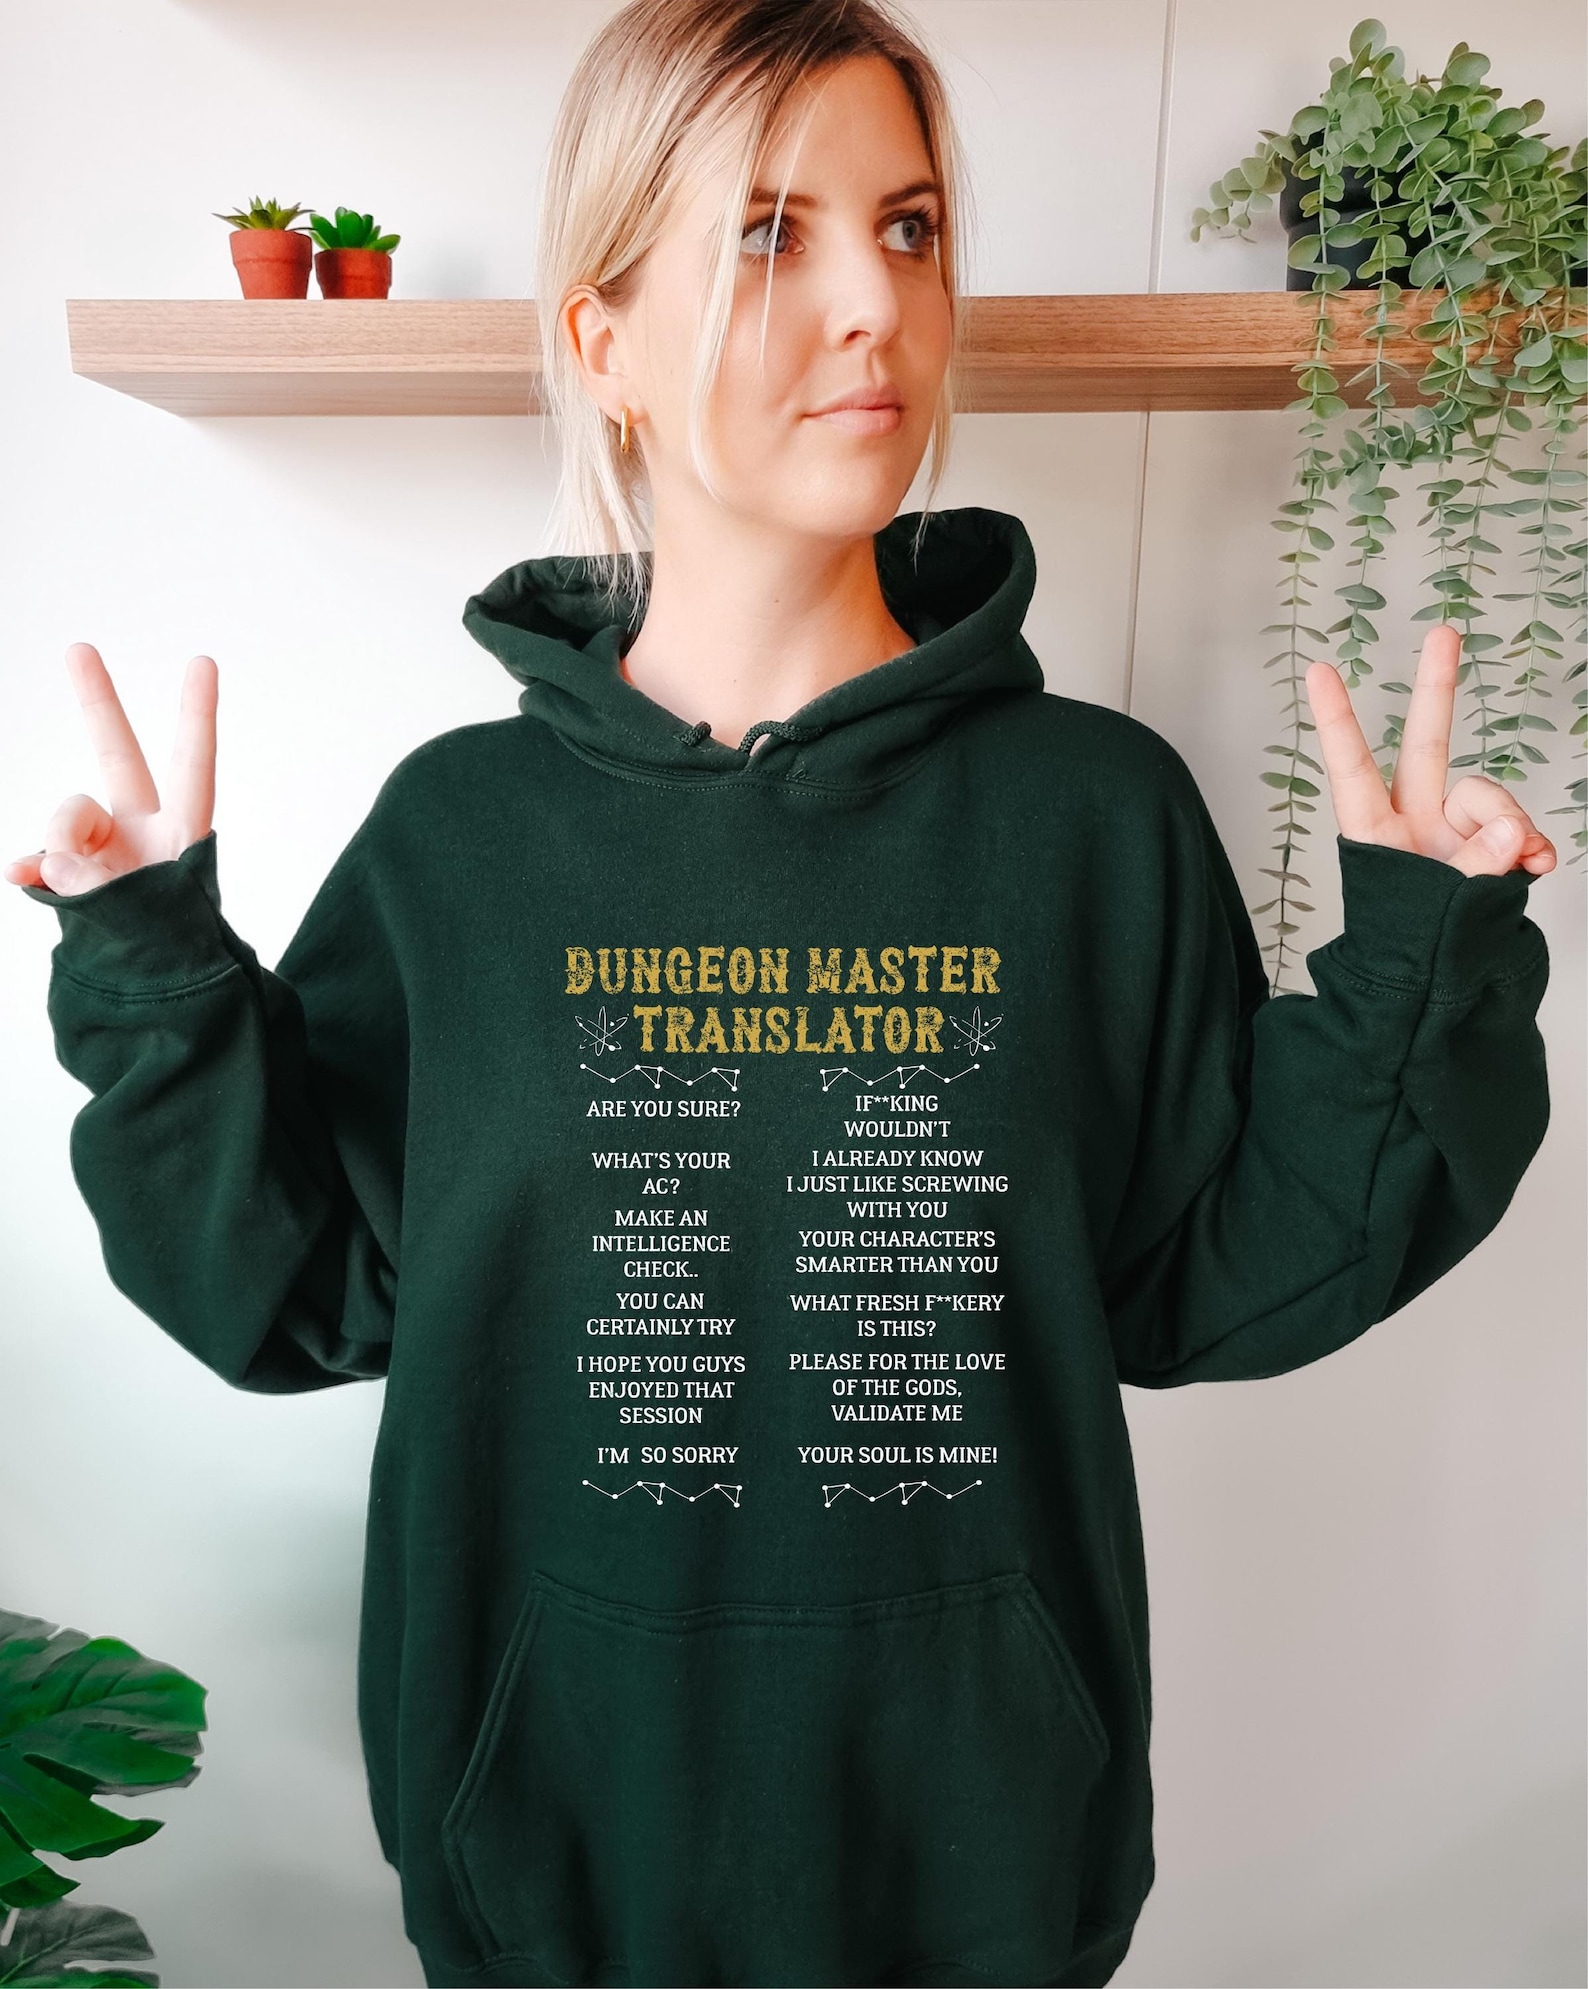 DUNGEON MASTER
TRANSLATOR
ARE YOU SURE?
IF**KING
WOULDN'T
WHAT'S YOUR
AC?
I ALREADY KNOW
I JUST LIKE SCREWING
WITH YOU
MAKE AN
INTELLIGENCE
CHECK..
YOUR CHARACTER'S
SMARTER THAN YOU
YOU CAN
CERTAINLY TRY
WHAT FRESH F**KERY
IS THIS?
I HOPE YOU GUYS
ENJOYED THAT
SESSION
PLEASE FOR THE LOVE
OF THE GODS,
VALIDATE ME
I'M SO SORRY
YOUR SOUL IS MINE!